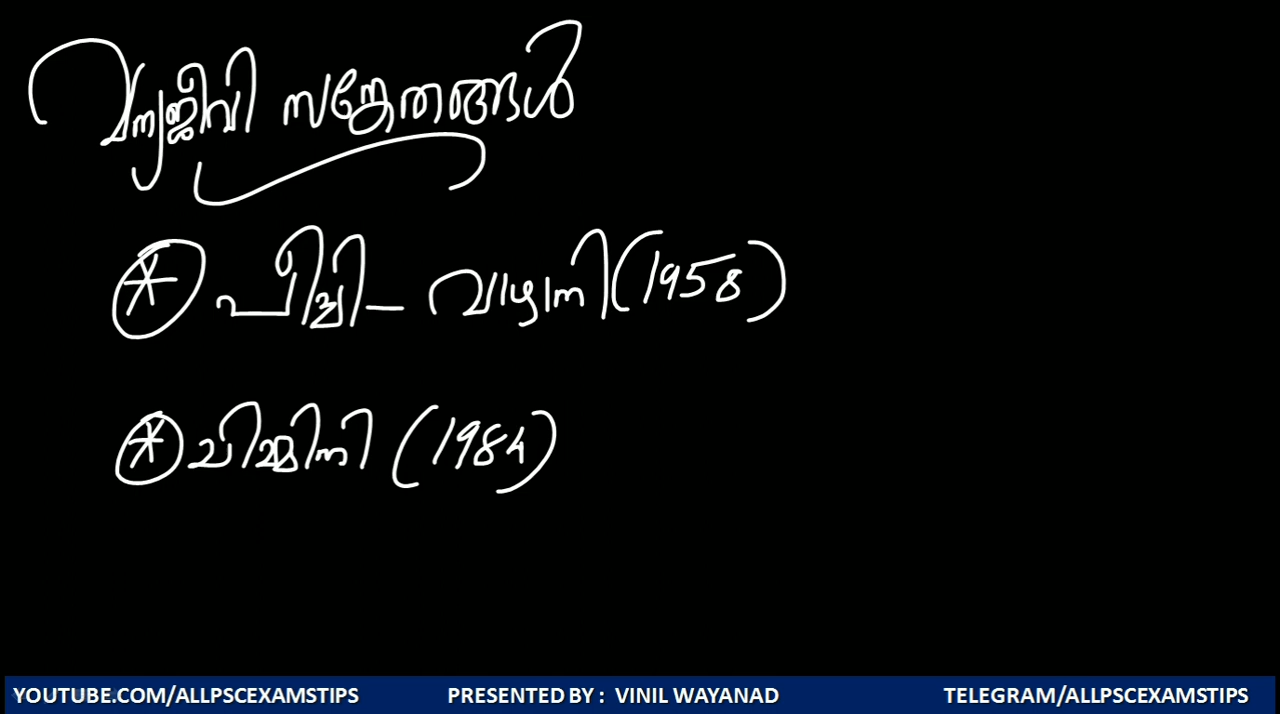 വന്യജീവി സങ്കേതങ്ങൾ
* പീച്ചി - വാഴാനി (1958)
* ചിമ്മിനി (1984)
YOUTUBE.COM/ALLPSCEXAMSTIPS PRESENTED BY : VINIL WAYANAD TELEGRAM/ALLPSCEXAMSTIPS